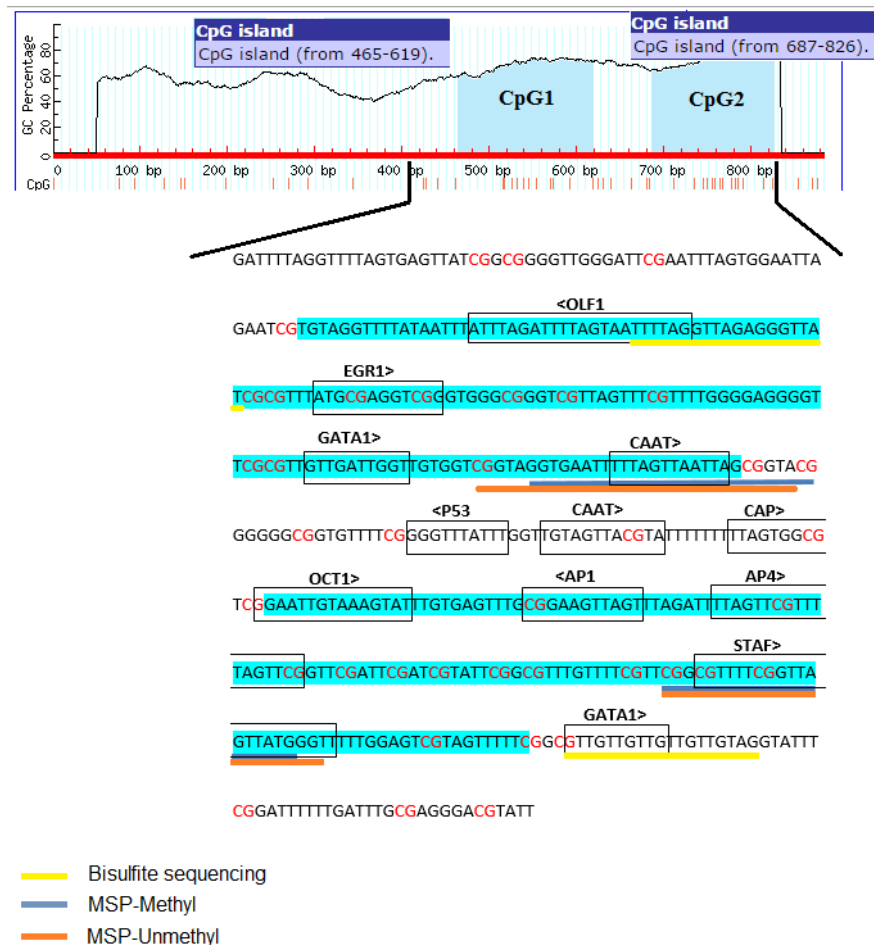 CpG island
CpG island (from 465-619).
CpG island
CpG island (from 687-826).
GC Percentage
80
60
40
20
0
CpG1
CpG2
0 100 bp 200 bp 300 bp 400 bp 500 bp 600 bp 700 bp 800 bp
CpG
GATTTTAGGTTTTAGTGAGTTATCGGCGGGGTTGGGATTCGAATTTAGTGGAATTA
<OLF1
GAATCGTGTAGGTTTTATAATTTATTTAGATTTTAGTAATTTTAGGTTAGAGGGTTA
EGR1>
TCGCGTTTATGCGAGGTCGGGTGGGCGGGTCGTTAGTTTCGTTTTGGGGAGGGGT
GATA1> CAAT>
TCGCGTTGTTGATTGGTTGTGGTCGGTAGGTGAATTTTTAGTTAATTAGCGGTACG
<P53 CAAT> CAP>
GGGGGCGGTGTTTTCGGGGTTTATTTGGTTGTAGTTACGTATTTTTTTTTAGTGGCG
OCT1> <AP1 AP4>
TCGGAATTGTAAAGTATTTGTGAGTTTGCGGAAGTTAGTTTAGATTTTAGTTCGTTT
STAF>
TAGTTCGGTTCGATTCGATCGTATTCGGCGTTTGTTTTCGTTCGGCGTTTTCGGTTA
GATA1>
GTTATGGGTTTTTGGAGTCGTAGTTTTTCGGCGTTGTTGTTGTTGTTGTAGGTATTT
CGGATTTTTTGATTTGCGAGGGACGTATT
Bisulfite sequencing
MSP-Methyl
MSP-Unmethyl